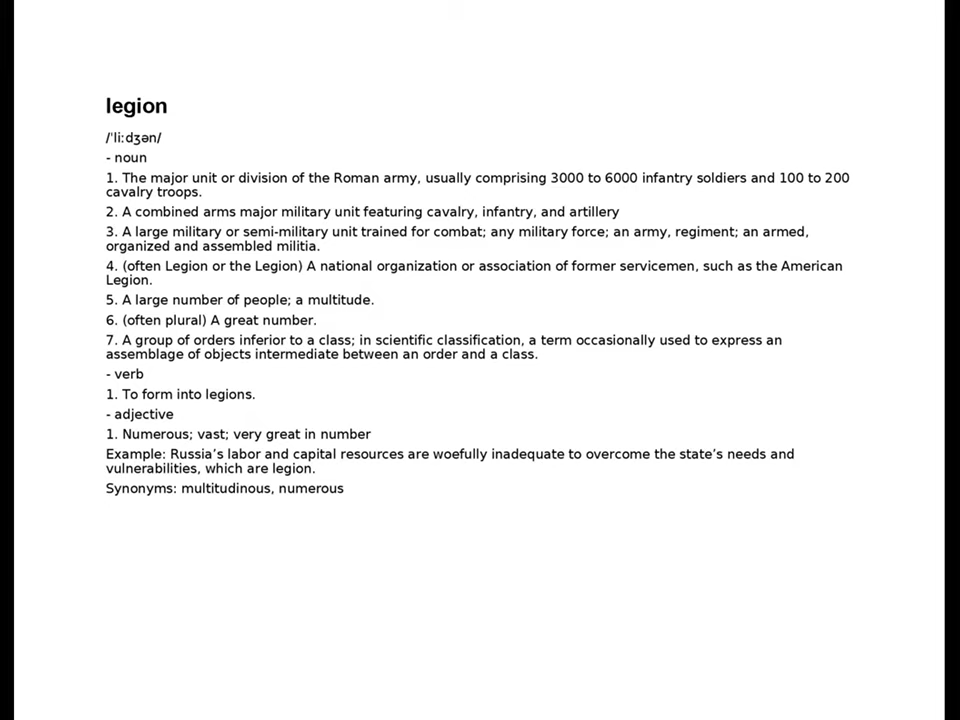 legion
/ˈliːdʒən/
- noun
1. The major unit or division of the Roman army, usually comprising 3000 to 6000 infantry soldiers and 100 to 200
cavalry troops.
2. A combined arms major military unit featuring cavalry, infantry, and artillery
3. A large military or semi-military unit trained for combat; any military force; an army, regiment; an armed,
organized and assembled militia.
4. (often Legion or the Legion) A national organization or association of former servicemen, such as the American
Legion.
5. A large number of people; a multitude.
6. (often plural) A great number.
7. A group of orders inferior to a class; in scientific classification, a term occasionally used to express an
assemblage of objects intermediate between an order and a class.
- verb
1. To form into legions.
- adjective
1. Numerous; vast; very great in number
Example: Russia’s labor and capital resources are woefully inadequate to overcome the state’s needs and
vulnerabilities, which are legion.
Synonyms: multitudinous, numerous